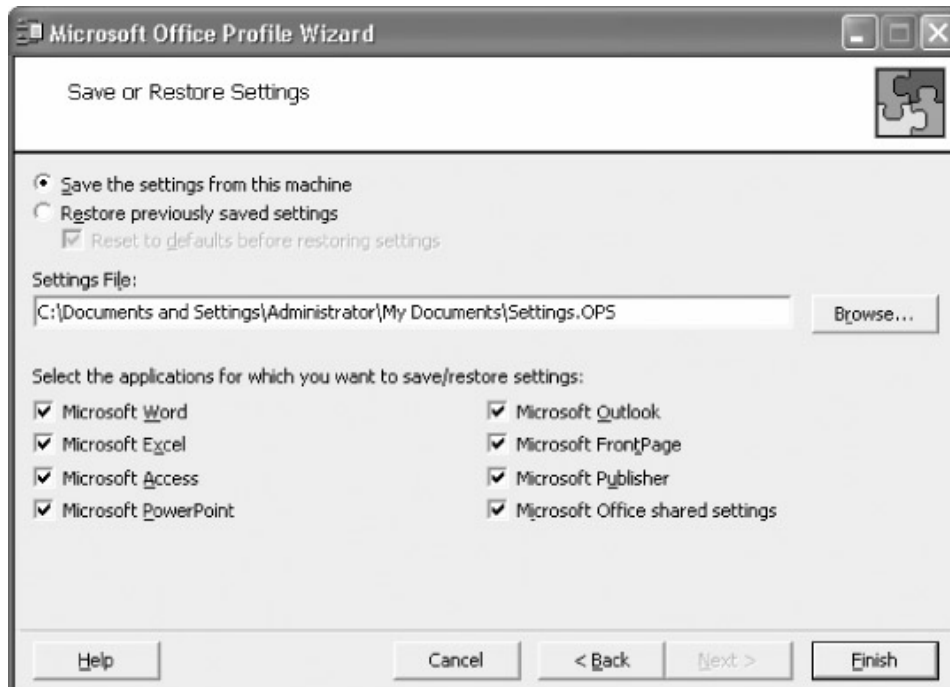 Microsoft Office Profile Wizard
Save or Restore Settings
Save the settings from this machine
Restore previously saved settings
Reset to defaults before restoring settings
Settings File:
C:\Documents and Settings\Administrator\My Documents\Settings.OPS
Browse...
Select the applications for which you want to save/restore settings:
Microsoft Word
Microsoft Outlook
Microsoft Excel
Microsoft FrontPage
Microsoft Access
Microsoft Publisher
Microsoft PowerPoint
Microsoft Office shared settings
Help
Cancel
< Back
Next >
Finish